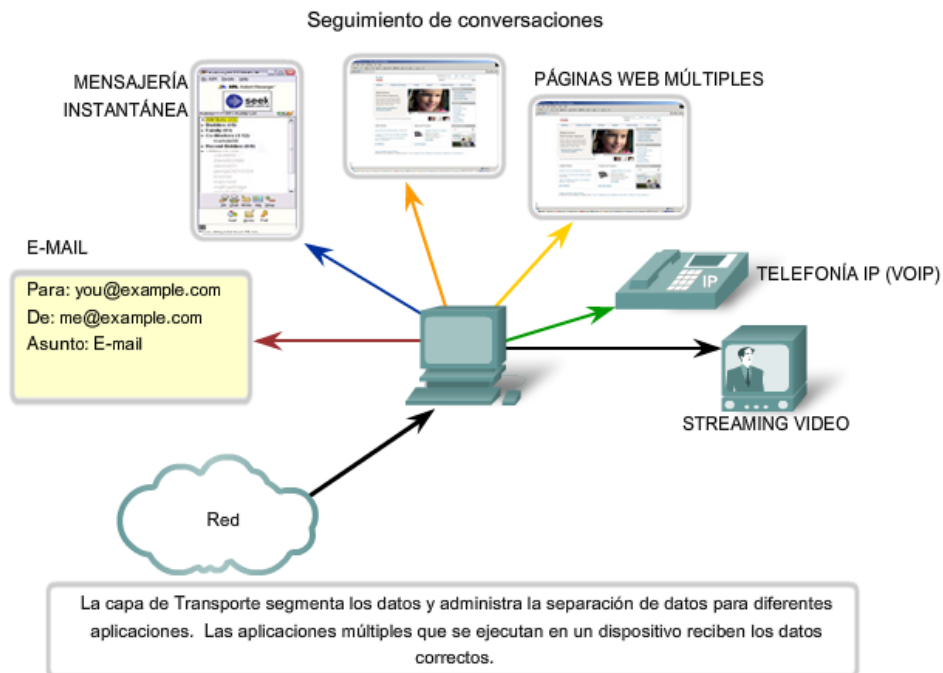 Seguimiento de conversaciones
MENSAJERÍA
INSTANTÁNEA
seek
PÁGINAS WEB MÚLTIPLES
E-MAIL
Para: you@example.com
De: me@example.com
Asunto: E-mail
IP
TELEFONÍA IP (VOIP)
STREAMING VIDEO
Red
La capa de Transporte segmenta los datos y administra la separación de datos para diferentes
aplicaciones. Las aplicaciones múltiples que se ejecutan en un dispositivo reciben los datos
correctos.